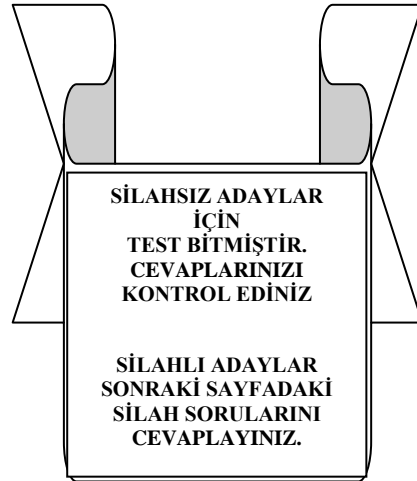 SİLAHSIZ ADAYLAR
İÇİN
TEST BİTMİŞTİR.
CEVAPLARINIZI
KONTROL EDİNİZ
SİLAHLI ADAYLAR
SONRAKİ SAYFADAKİ
SİLAH SORULARINI
CEVAPLAYINIZ.